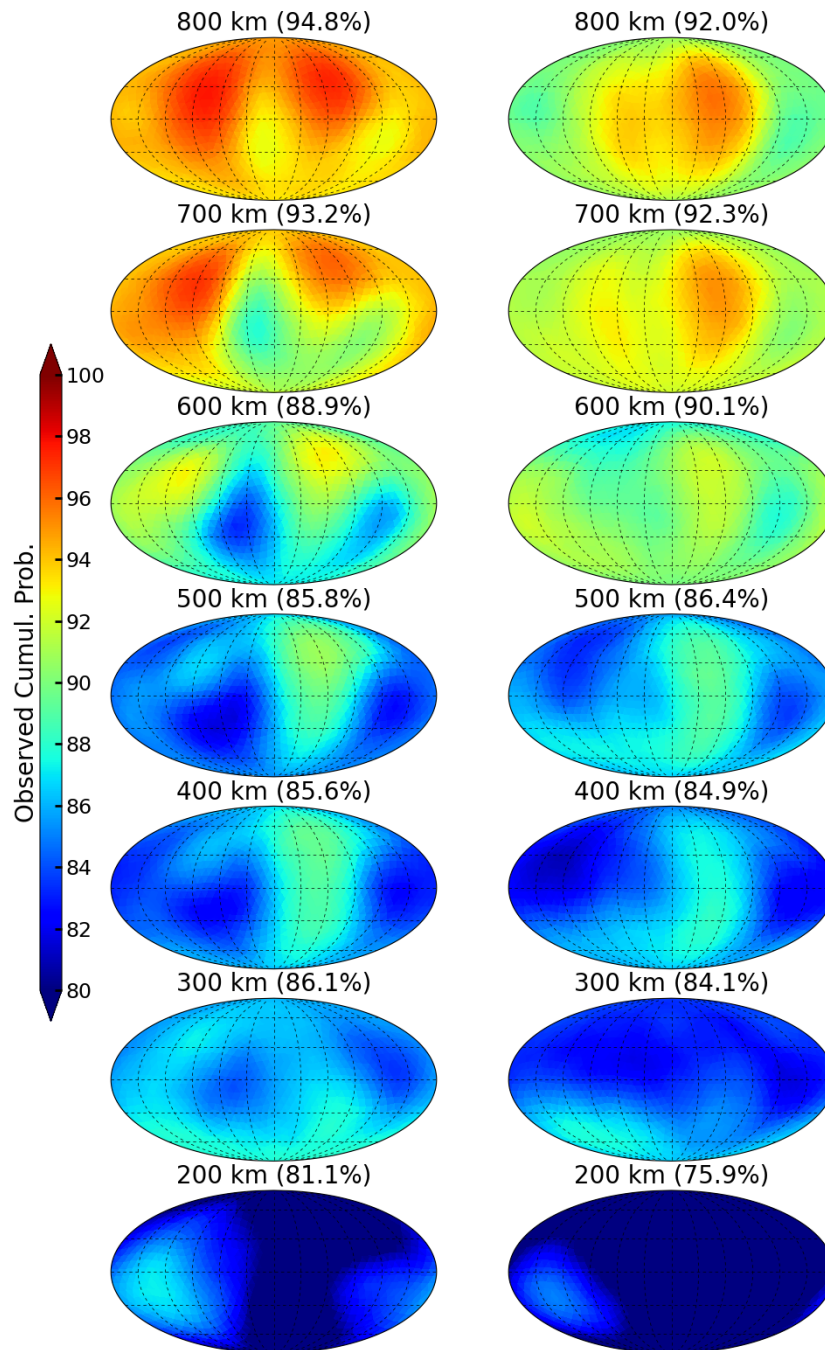 800 km (94.8%)
800 km (92.0%)
700 km (93.2%)
700 km (92.3%)
600 km (88.9%)
600 km (90.1%)
500 km (85.8%)
500 km (86.4%)
400 km (85.6%)
400 km (84.9%)
300 km (86.1%)
300 km (84.1%)
200 km (81.1%)
200 km (75.9%)
Observed Cumul. Prob.
100
98
96
94
92
90
88
86
84
82
80